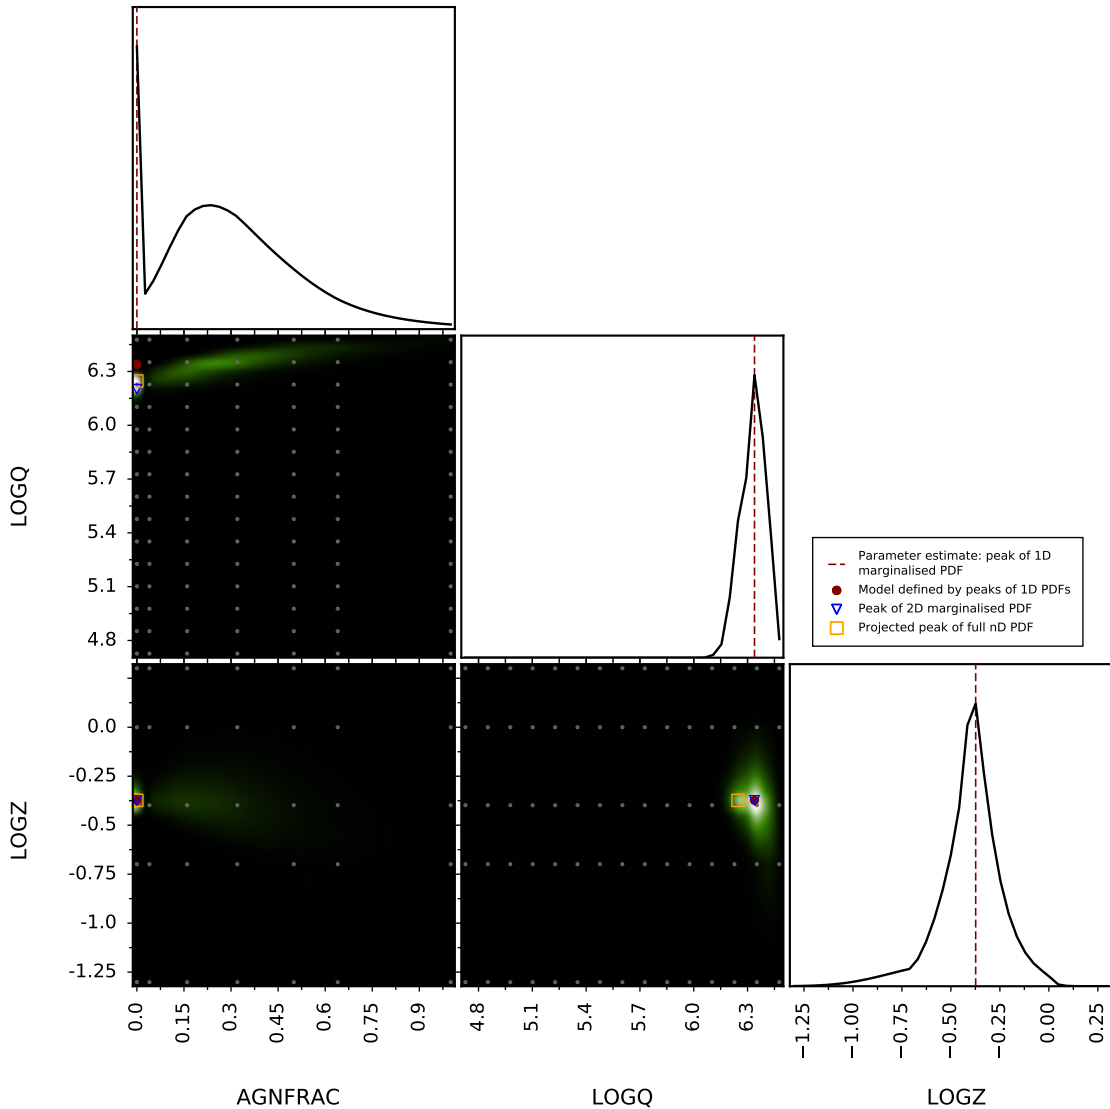 LOGQ
6.3
6.0
5.7
5.4
5.1
4.8
Parameter estimate: peak of 1D
marginalised PDF
Model defined by peaks of 1D PDFs
Peak of 2D marginalised PDF
Projected peak of full nD PDF
LOGZ
0.0
-0.25
-0.5
-0.75
-1.0
-1.25
0.0 0.15 0.3 0.45 0.6 0.75 0.9
4.8 5.1 5.4 5.7 6.0 6.3
−1.25 −1.00 −0.75 −0.50 −0.25 0.00 0.25
AGNFRAC LOGQ LOGZ